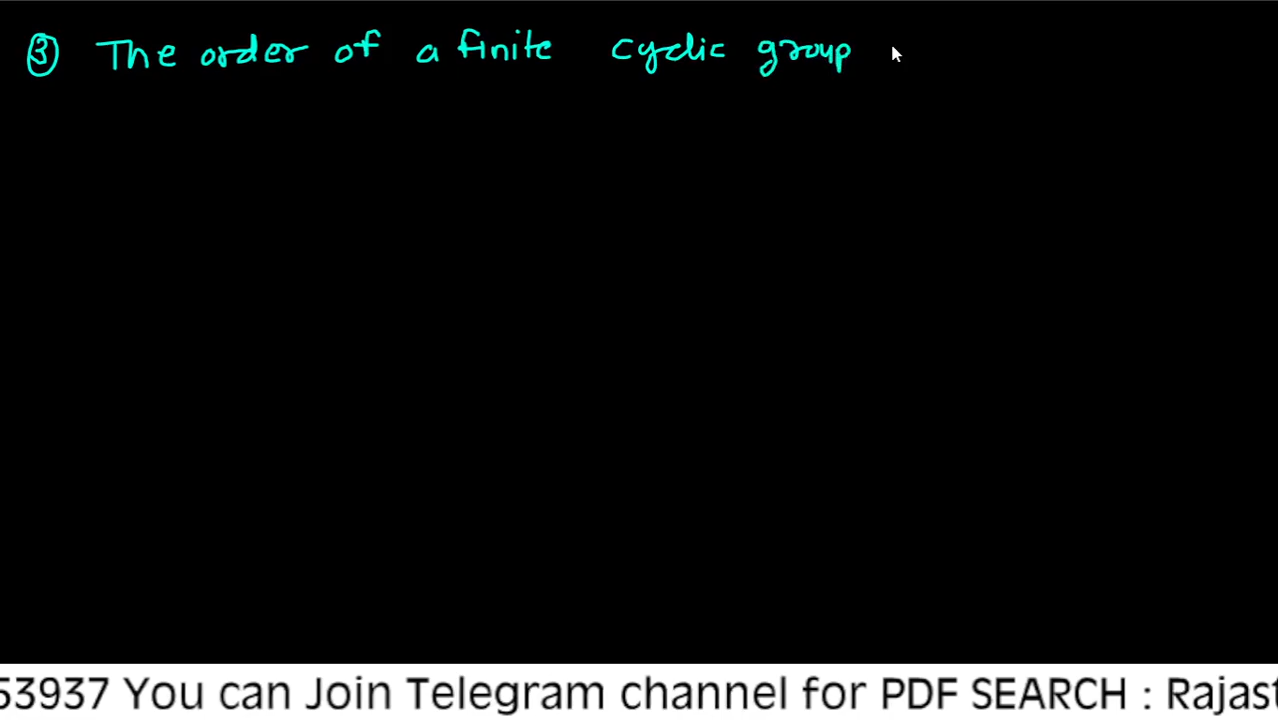 ③ The order of a finite cyclic group
53937 You can Join Telegram channel for PDF SEARCH : Rajast